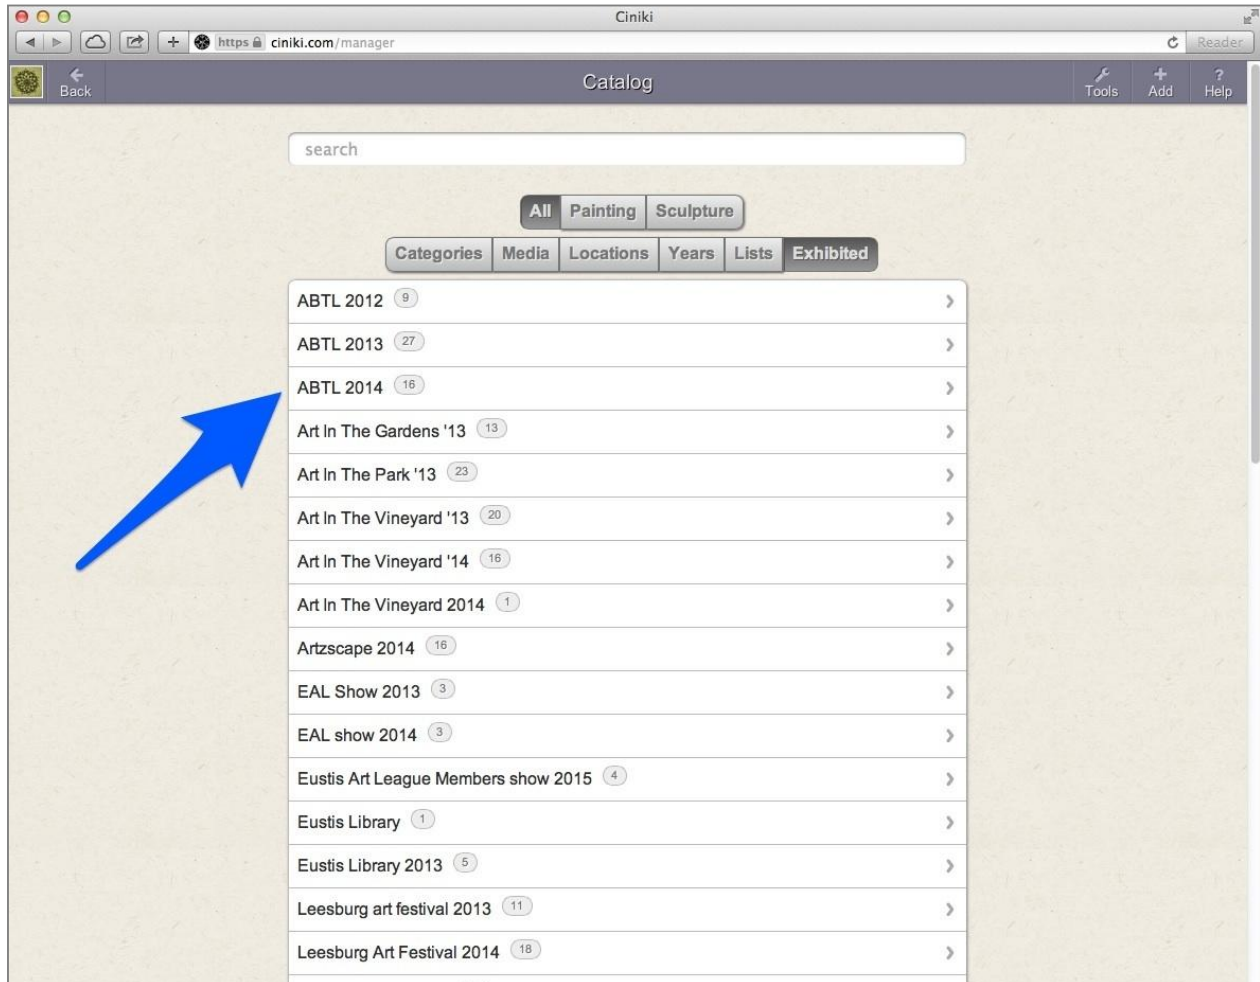 Ciniki
https ciniki.com/manager Reader
Back Catalog Tools Add ? Help
search
All Painting Sculpture
Categories Media Locations Years Lists Exhibited
ABTL 2012 9
ABTL 2013 27
ABTL 2014 16
Art In The Gardens '13 13
Art In The Park '13 23
Art In The Vineyard '13 20
Art In The Vineyard '14 16
Art In The Vineyard 2014 1
Artzscape 2014 16
EAL Show 2013 3
EAL show 2014 3
Eustis Art League Members show 2015 4
Eustis Library 1
Eustis Library 2013 5
Leesburg art festival 2013 11
Leesburg Art Festival 2014 18